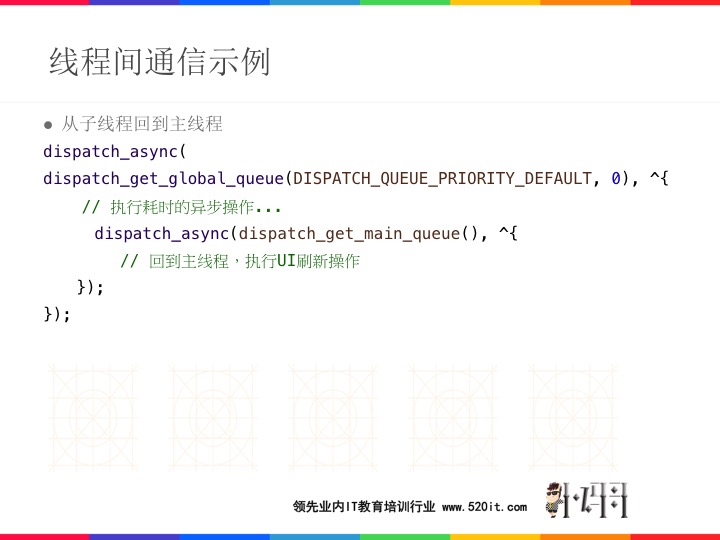 线程间通信示例
● 从子线程回到主线程
dispatch_async(
dispatch_get_global_queue(DISPATCH_QUEUE_PRIORITY_DEFAULT, 0), ^{
// 执行耗时的异步操作...
dispatch_async(dispatch_get_main_queue(), ^{
// 回到主线程，执行UI刷新操作
});
});
领先业内IT教育培训行业 www.520it.com
小码哥